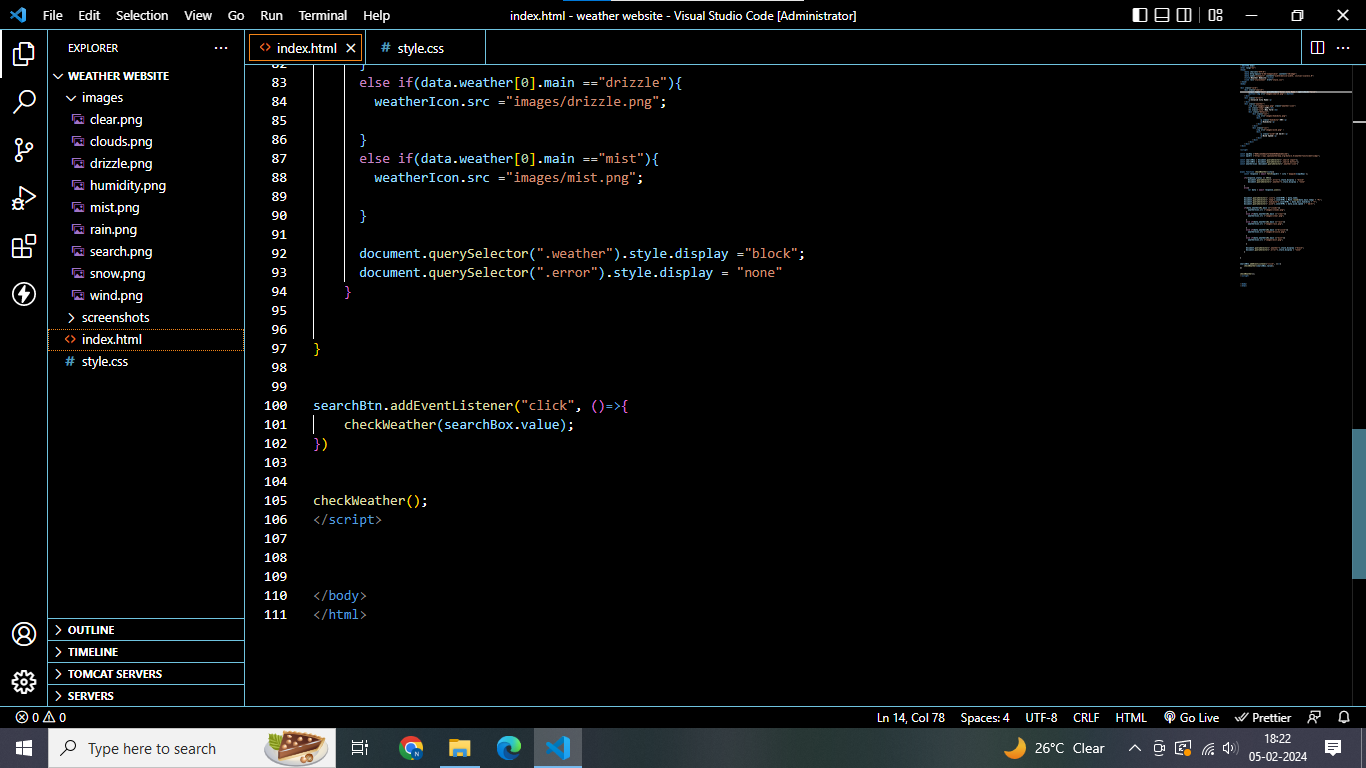 File Edit Selection View Go Run Terminal Help
index.html - weather website - Visual Studio Code [Administrator]
EXPLORER
WEATHER WEBSITE
images
clear.png
clouds.png
drizzle.png
humidity.png
mist.png
rain.png
search.png
snow.png
wind.png
screenshots
index.html
style.css
OUTLINE
TIMELINE
TOMCAT SERVERS
SERVERS
index.html
style.css
83 else if(data.weather[0].main =="drizzle"){
84 weatherIcon.src ="images/drizzle.png";
85
86 }
87 else if(data.weather[0].main =="mist"){
88 weatherIcon.src ="images/mist.png";
89
90 }
91
92 document.querySelector(".weather").style.display ="block";
93 document.querySelector(".error").style.display = "none"
94 }
95
96
97 }
98
99
100 searchBtn.addEventListener("click", ()=>{
101 checkWeather(searchBox.value);
102 })
103
104
105 checkWeather();
106 </script>
107
108
109
110 </body>
111 </html>
0 0
Ln 14, Col 78 Spaces: 4 UTF-8 CRLF HTML Go Live Prettier
Type here to search
26°C Clear
18:22
05-02-2024